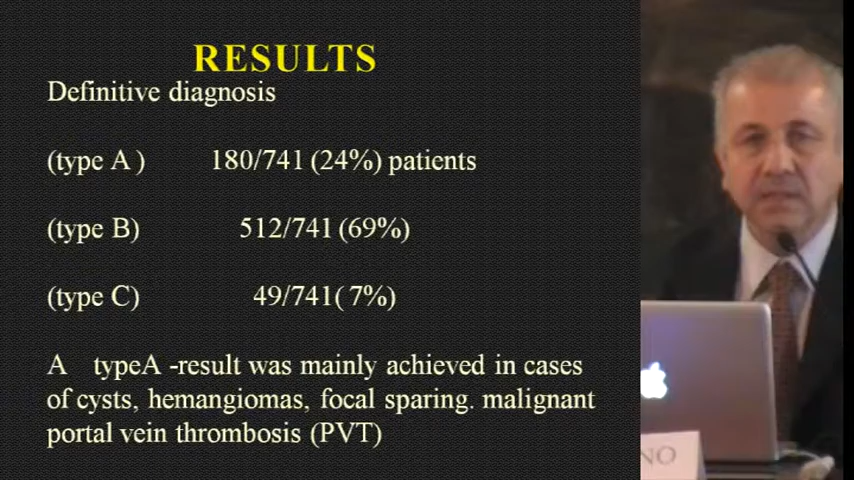 RESULTS
Definitive diagnosis
(type A ) 180/741 (24%) patients
(type B) 512/741 (69%)
(type C) 49/741( 7%)
A typeA -result was mainly achieved in cases
of cysts, hemangiomas, focal sparing. malignant
portal vein thrombosis (PVT)
NO